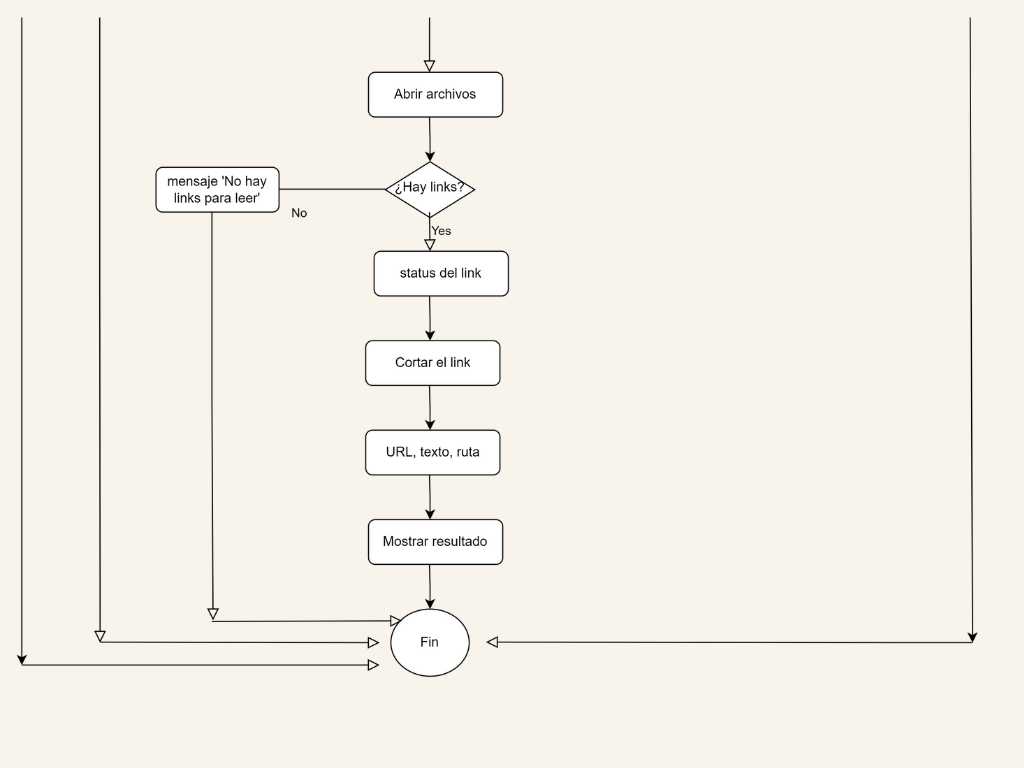 Abrir archivos
¿Hay links?
mensaje 'No hay
links para leer'
No
Yes
status del link
Cortar el link
URL, texto, ruta
Mostrar resultado
Fin